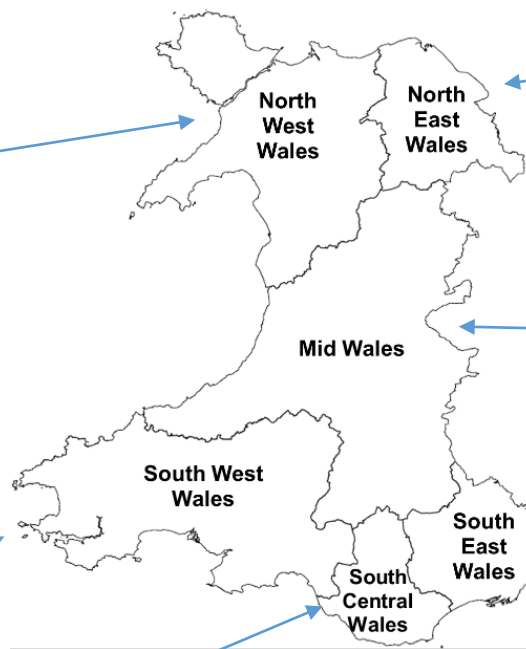 North
West
Wales
North
East
Wales
Mid Wales
South West
Wales
South
East
Wales
South
Central
Wales